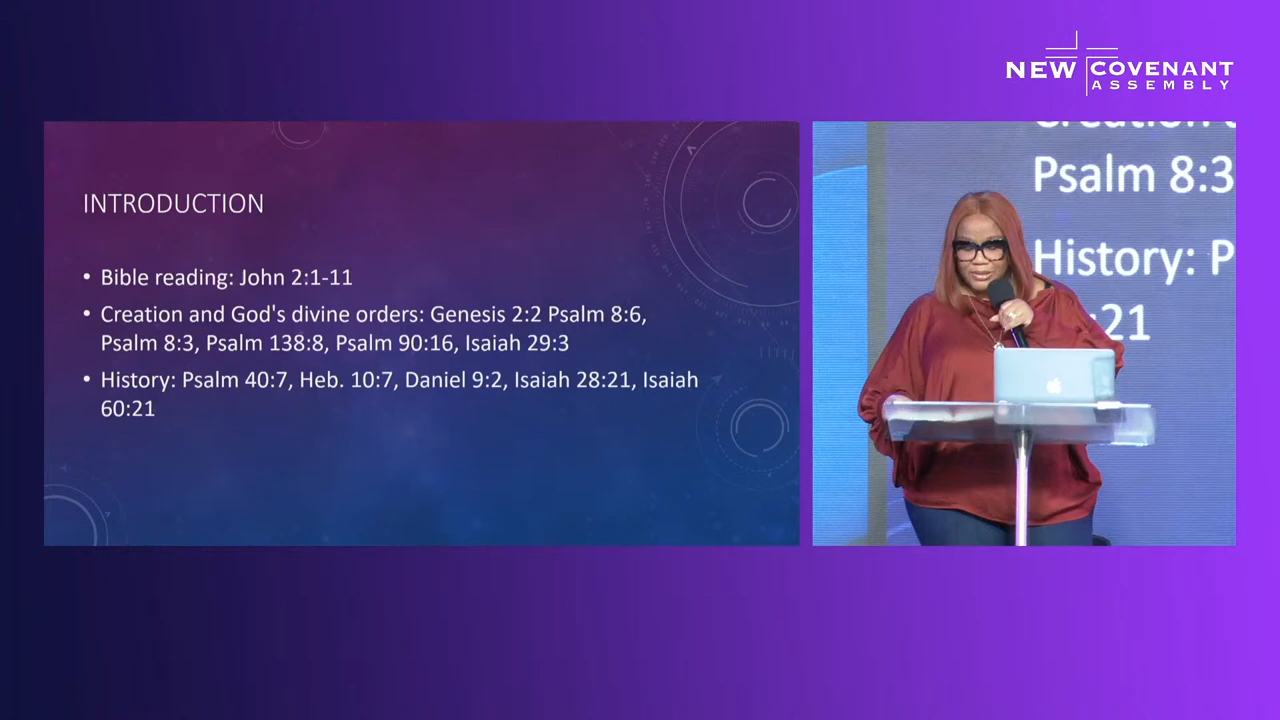 NEW COVENANT
ASSEMBLY
INTRODUCTION
• Bible reading: John 2:1-11
• Creation and God's divine orders: Genesis 2:2 Psalm 8:6,
Psalm 8:3, Psalm 138:8, Psalm 90:16, Isaiah 29:3
• History: Psalm 40:7, Heb. 10:7, Daniel 9:2, Isaiah 28:21, Isaiah
60:21
Psalm 8:3
History: P
:21